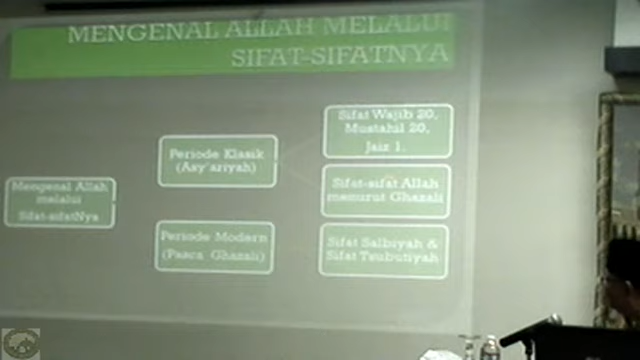 MENGENAL ALLAH MELALUI
SIFAT-SIFATNYA
Mengenal Allah
melalui
Sifat-sifatNya
Periode Klasik
(Asy'ariyah)
Periode Modern
(Pasca Ghazali)
Sifat Wajib 20,
Mustahil 20,
Jaiz 1.
Sifat-sifat Allah
menurut Ghazali
Sifat Salbiyah &
Sifat Tsubutiyah